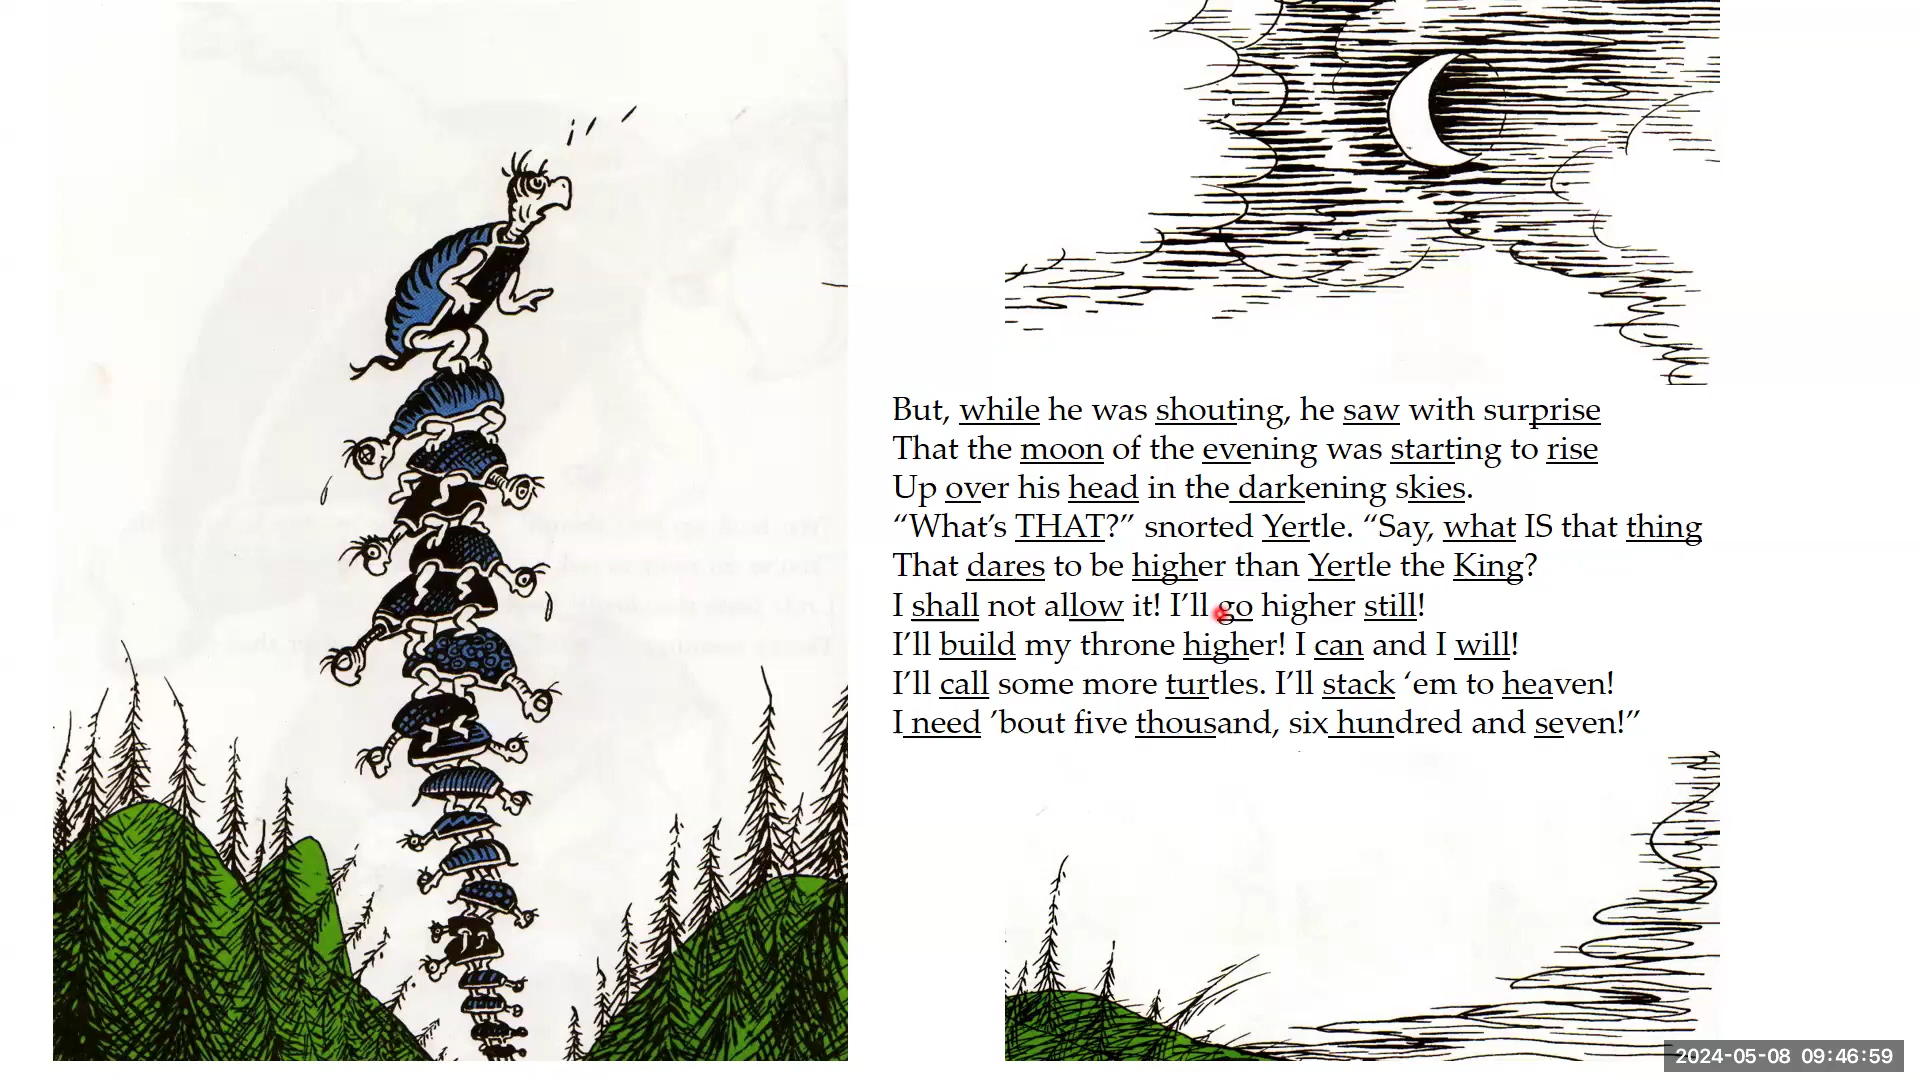 But, while he was shouting, he saw with surprise
That the moon of the evening was starting to rise
Up over his head in the darkening skies.
“What’s THAT?” snorted Yertle. “Say, what IS that thing
That dares to be higher than Yertle the King?
I shall not allow it! I’ll go higher still!
I’ll build my throne higher! I can and I will!
I’ll call some more turtles. I’ll stack ‘em to heaven!
I need ’bout five thousand, six hundred and seven!”
2024-05-08 09:46:59